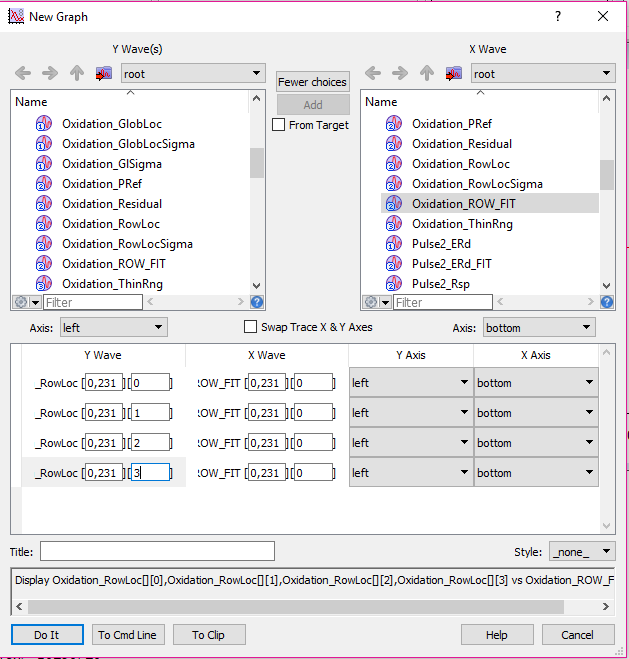 New Graph
Y Wave(s)
X Wave
root
root
Fewer choices
Add
From Target
Name
Name
Oxidation_GlobLoc
Oxidation_GlobLocSigma
Oxidation_GlSigma
Oxidation_PRef
Oxidation_Residual
Oxidation_RowLoc
Oxidation_RowLocSigma
Oxidation_ROW_FIT
Oxidation_ThinRng
Oxidation_PRef
Oxidation_Residual
Oxidation_RowLoc
Oxidation_RowLocSigma
Oxidation_ROW_FIT
Oxidation_ThinRng
Pulse2_ERd
Pulse2_ERd_FIT
Pulse2_Rsp
Filter
Filter
Axis: left
Swap Trace X & Y Axes
Axis: bottom
Y Wave X Wave Y Axis X Axis
_RowLoc [0,231][0] ROW_FIT [0,231][0] left bottom
_RowLoc [0,231][1] ROW_FIT [0,231][0] left bottom
_RowLoc [0,231][2] ROW_FIT [0,231][0] left bottom
_RowLoc [0,231][3] ROW_FIT [0,231][0] left bottom
Title:
Style: _none_
Display Oxidation_RowLoc[][0],Oxidation_RowLoc[][1],Oxidation_RowLoc[][2],Oxidation_RowLoc[][3] vs Oxidation_ROW_F
Do It
To Cmd Line
To Clip
Help
Cancel